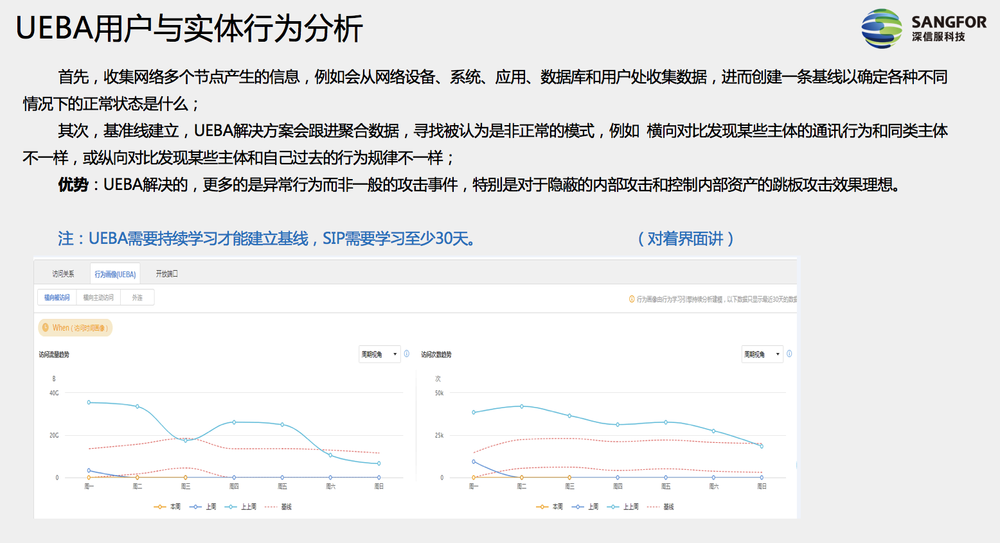 UEBA用户与实体行为分析
SANGFOR
深信服科技
首先，收集网络多个节点产生的信息，例如会从网络设备、系统、应用、数据库和用户处收集数据，进而创建一条基线以确定各种不同
情况下的正常状态是什么；
其次，基准线建立，UEBA解决方案会跟进聚合数据，寻找被认为是非正常的模式，例如 横向对比发现某些主体的通讯行为和同类主体
不一样，或纵向对比发现某些主体和自己过去的行为规律不一样；
优势：UEBA解决的，更多的是异常行为而非一般的攻击事件，特别是对于隐蔽的内部攻击和控制内部资产的跳板攻击效果理想。
注：UEBA需要持续学习才能建立基线，SIP需要学习至少30天。 （对着界面讲）
访问关系 行为画像(UEBA) 开放端口
横向被访问 横向主动访问 外连
行为画像由行为学习引擎持续分析建模，以下数据只显示最近30天的数据
When（访问时间画像）
访问流量趋势 周期视角
B
40G
20G
0
周一 周二 周三 周四 周五 周六 周日
本周 上周 上上周 基线
访问次数趋势 周期视角
次
50k
25k
0
周一 周二 周三 周四 周五 周六 周日
本周 上周 上上周 基线